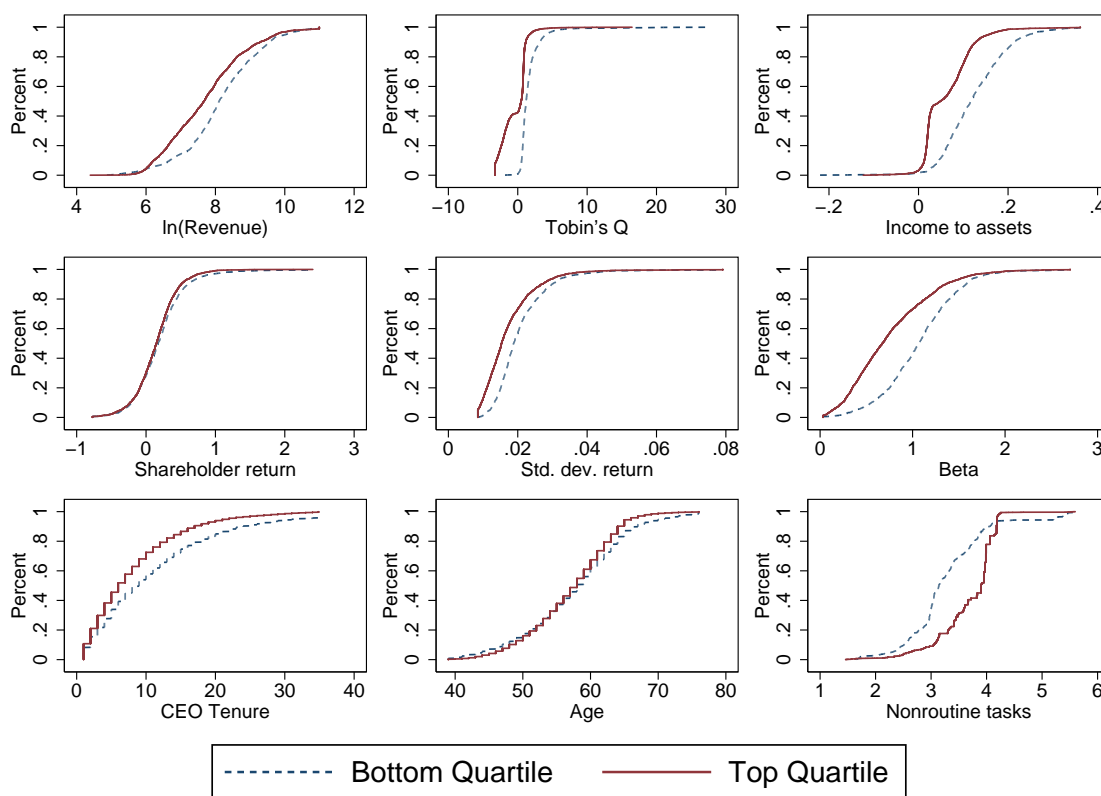 Percent
0 .2 .4 .6 .8 1
4 6 8 10 12
ln(Revenue)
Percent
0 .2 .4 .6 .8 1
−10 0 10 20 30
Tobin's Q
Percent
0 .2 .4 .6 .8 1
−.2 0 .2 .4
Income to assets
Percent
0 .2 .4 .6 .8 1
−1 0 1 2 3
Shareholder return
Percent
0 .2 .4 .6 .8 1
0 .02 .04 .06 .08
Std. dev. return
Percent
0 .2 .4 .6 .8 1
0 1 2 3
Beta
Percent
0 .2 .4 .6 .8 1
0 10 20 30 40
CEO Tenure
Percent
0 .2 .4 .6 .8 1
40 50 60 70 80
Age
Percent
0 .2 .4 .6 .8 1
1 2 3 4 5 6
Nonroutine tasks
Bottom Quartile Top Quartile